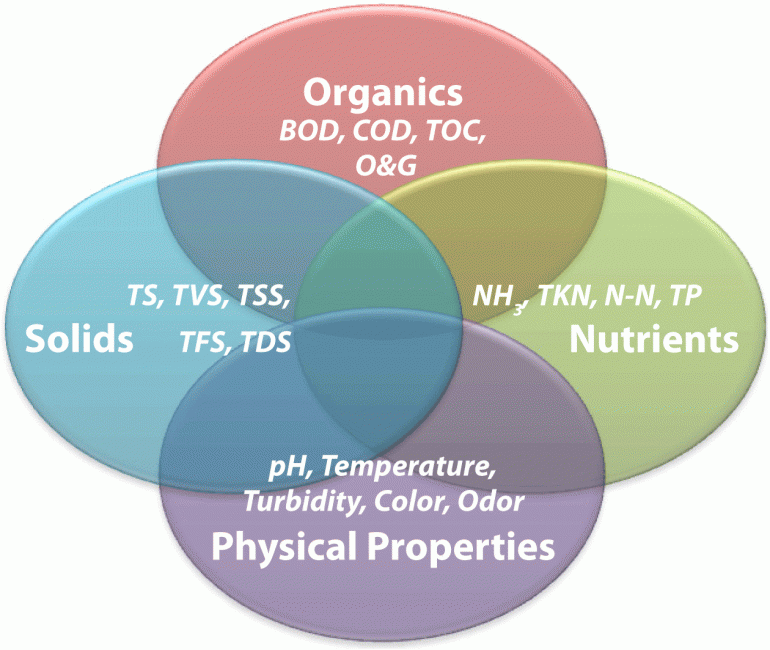 Organics
BOD, COD, TOC,
O&G
TS, TVS, TSS,
Solids TFS, TDS
NH₃, TKN, N-N, TP
Nutrients
pH, Temperature,
Turbidity, Color, Odor
Physical Properties